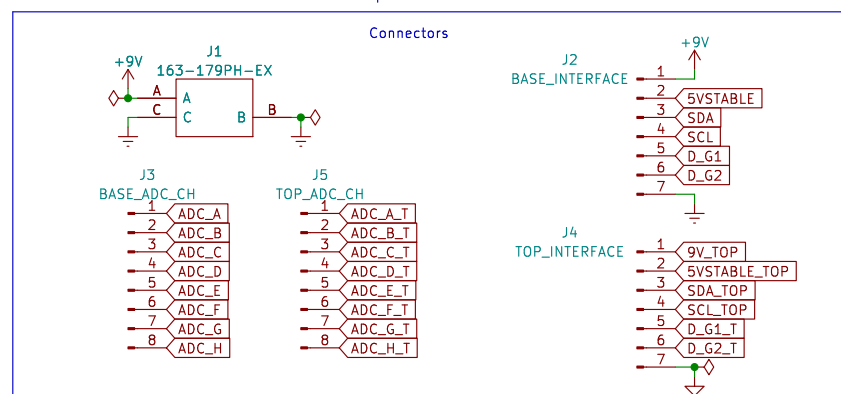 Connectors
J1
163-179PH-EX
+9V
A
A
C
C
B
B
J2
BASE_INTERFACE
+9V
1
2
5VSTABLE
3
SDA
4
SCL
5
D_G1
6
D_G2
7
J3
BASE_ADC_CH
1
ADC_A
2
ADC_B
3
ADC_C
4
ADC_D
5
ADC_E
6
ADC_F
7
ADC_G
8
ADC_H
J5
TOP_ADC_CH
1
ADC_A_T
2
ADC_B_T
3
ADC_C_T
4
ADC_D_T
5
ADC_E_T
6
ADC_F_T
7
ADC_G_T
8
ADC_H_T
J4
TOP_INTERFACE
1
9V_TOP
2
5VSTABLE_TOP
3
SDA_TOP
4
SCL_TOP
5
D_G1_T
6
D_G2_T
7